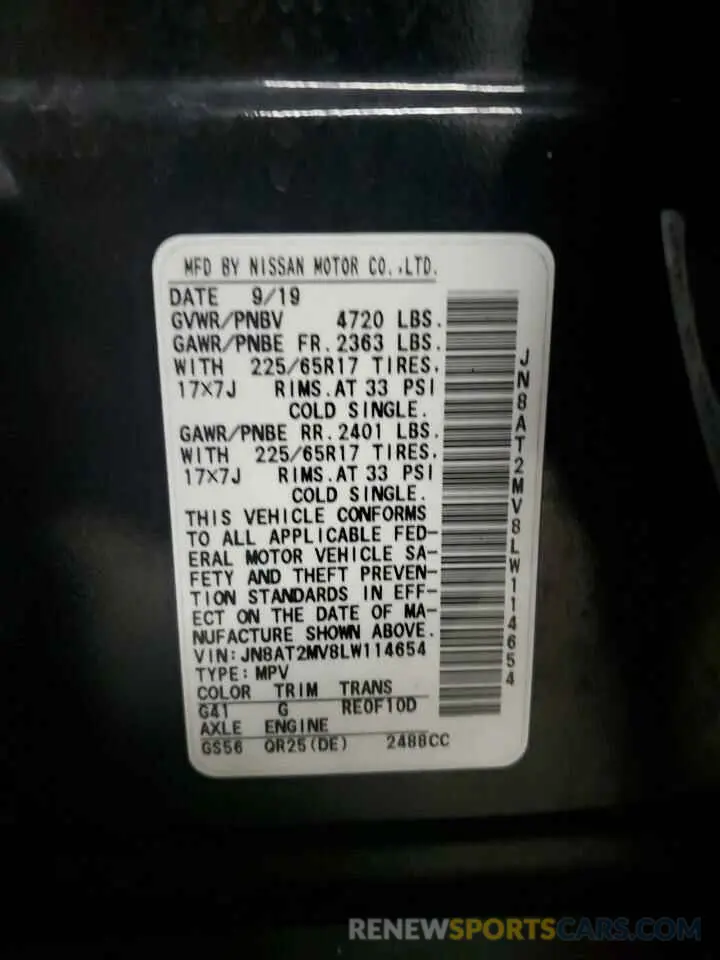 MFD BY NISSAN MOTOR CO.,LTD.
DATE 9/19
GVWR/PNBV 4720 LBS.
GAWR/PNBE FR.2363 LBS.
WITH 225/65R17 TIRES.
17X7J RIMS.AT 33 PSI
COLD SINGLE.
GAWR/PNBE RR.2401 LBS.
WITH 225/65R17 TIRES.
17X7J RIMS.AT 33 PSI
COLD SINGLE.
THIS VEHICLE CONFORMS
TO ALL APPLICABLE FED-
ERAL MOTOR VEHICLE SA-
FETY AND THEFT PREVEN-
TION STANDARDS IN EFF-
ECT ON THE DATE OF MA-
NUFACTURE SHOWN ABOVE.
VIN:JN8AT2MV8LW114654
TYPE:MPV
COLOR TRIM TRANS
G41 G RE0F10D
AXLE ENGINE
GS56 QR25(DE) 2488CC
JN8AT2MV8LW114654
RENEWSPORTSCARS.COM